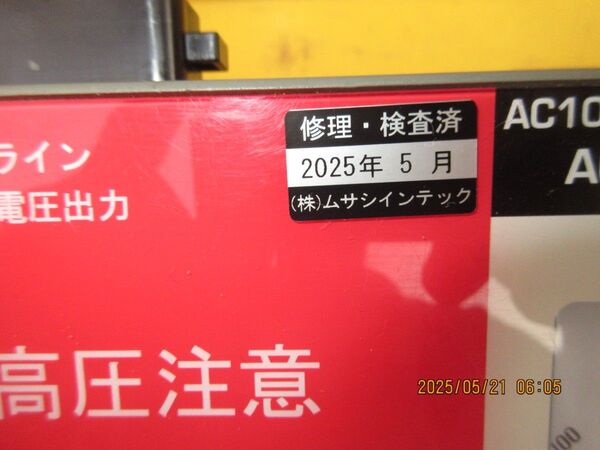 修理・検査済
2025年 5 月
(株)ムサシインテック
AC10
ライン
電圧出力
高圧注意
2025/05/21 06:05